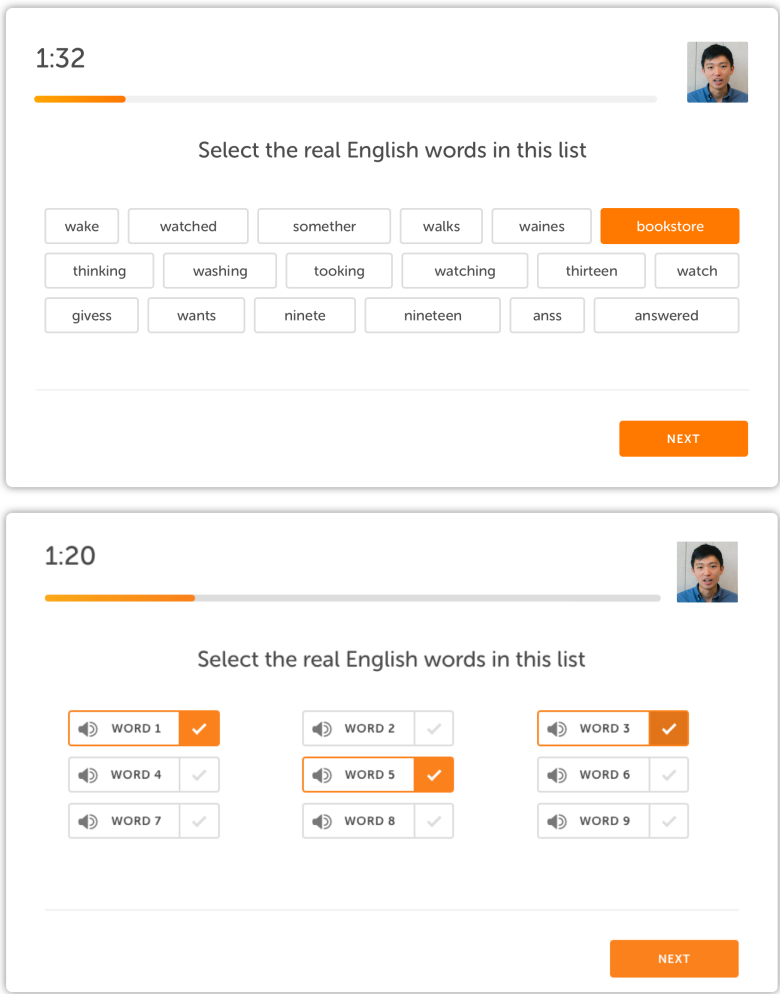 1:32
Select the real English words in this list
wake watched somether walks waines bookstore
thinking washing tooking watching thirteen watch
givess wants ninete nineteen anss answered
NEXT
1:20
Select the real English words in this list
WORD 1 WORD 2 WORD 3
WORD 4 WORD 5 WORD 6
WORD 7 WORD 8 WORD 9
NEXT